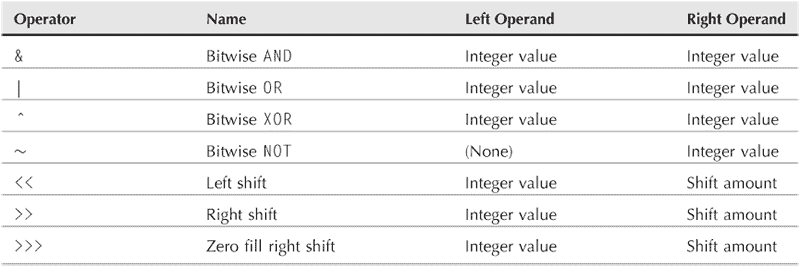 Operator Name Left Operand Right Operand
& Bitwise AND Integer value Integer value
| Bitwise OR Integer value Integer value
^ Bitwise XOR Integer value Integer value
~ Bitwise NOT (None) Integer value
<< Left shift Integer value Shift amount
>> Right shift Integer value Shift amount
>>> Zero fill right shift Integer value Shift amount